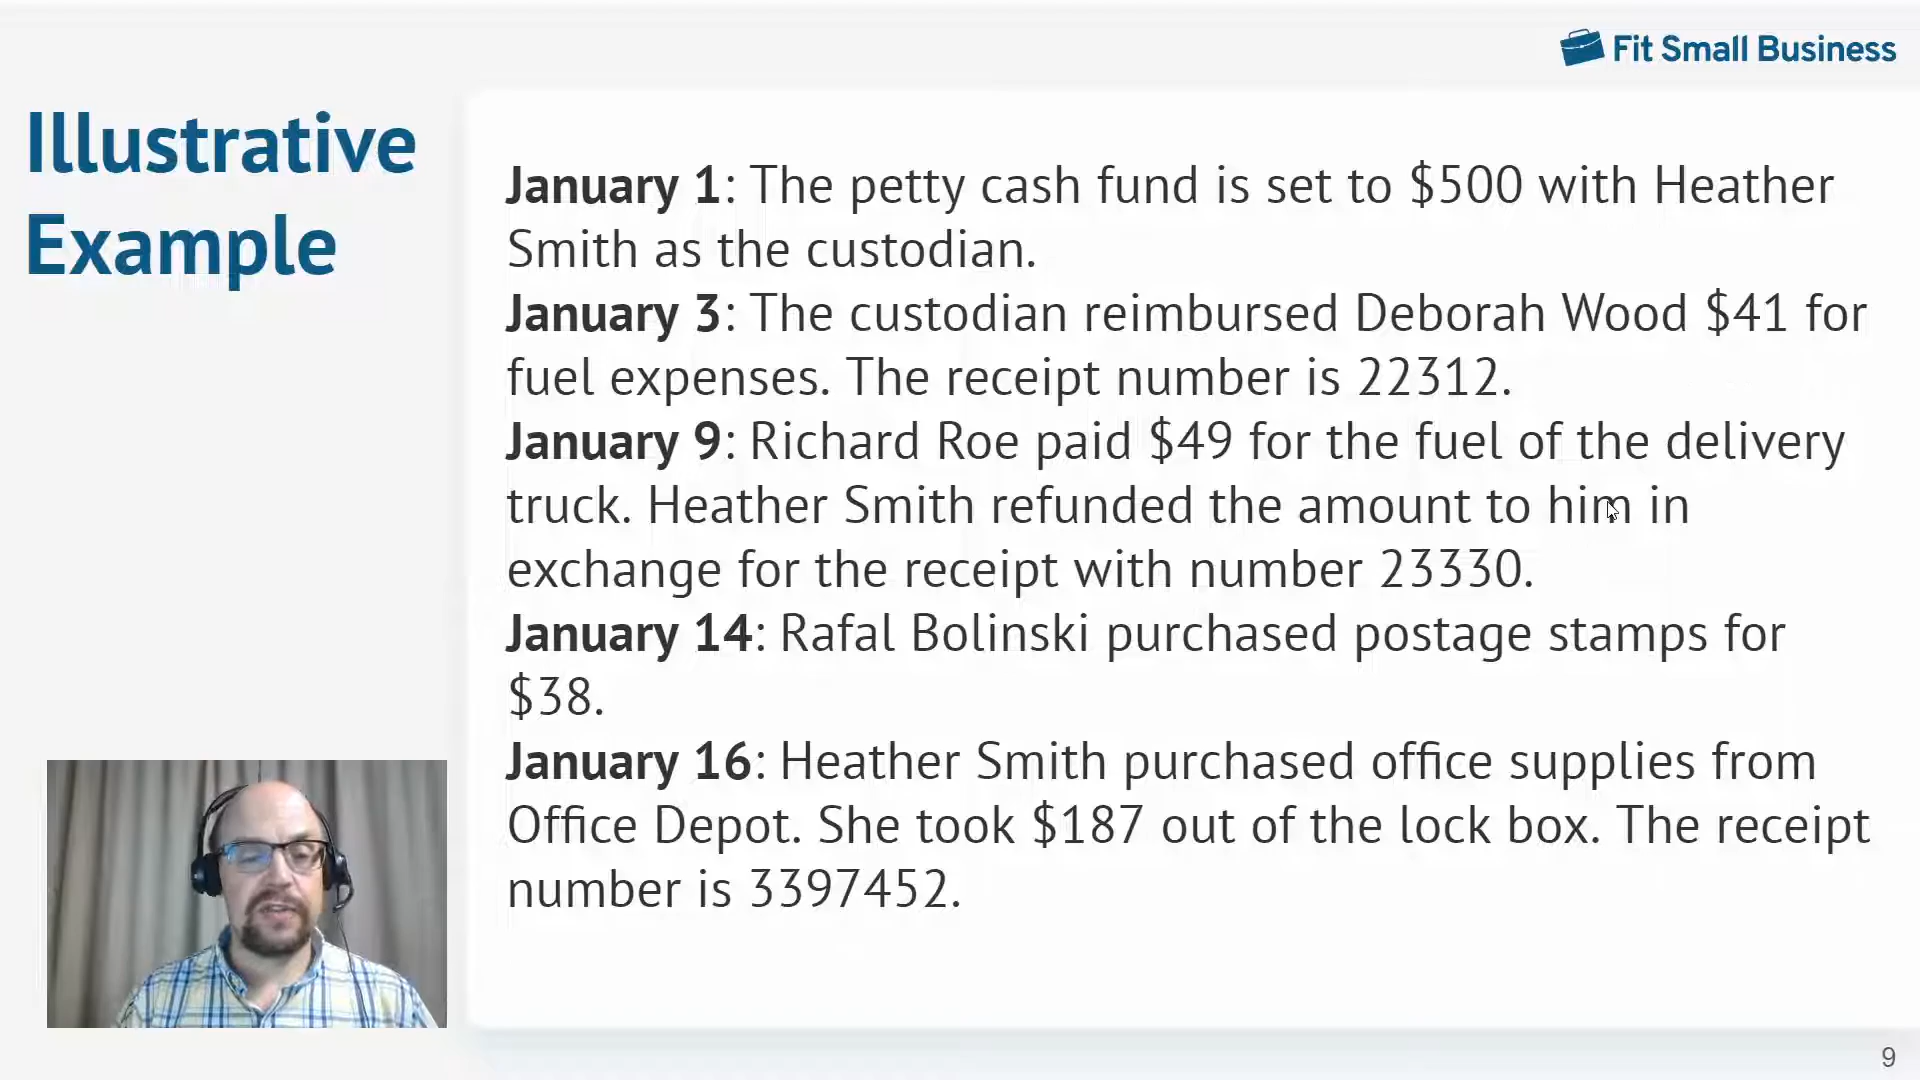 Fit Small Business
Illustrative
Example
January 1: The petty cash fund is set to $500 with Heather
Smith as the custodian.
January 3: The custodian reimbursed Deborah Wood $41 for
fuel expenses. The receipt number is 22312.
January 9: Richard Roe paid $49 for the fuel of the delivery
truck. Heather Smith refunded the amount to him in
exchange for the receipt with number 23330.
January 14: Rafal Bolinski purchased postage stamps for
$38.
January 16: Heather Smith purchased office supplies from
Office Depot. She took $187 out of the lock box. The receipt
number is 3397452.
9